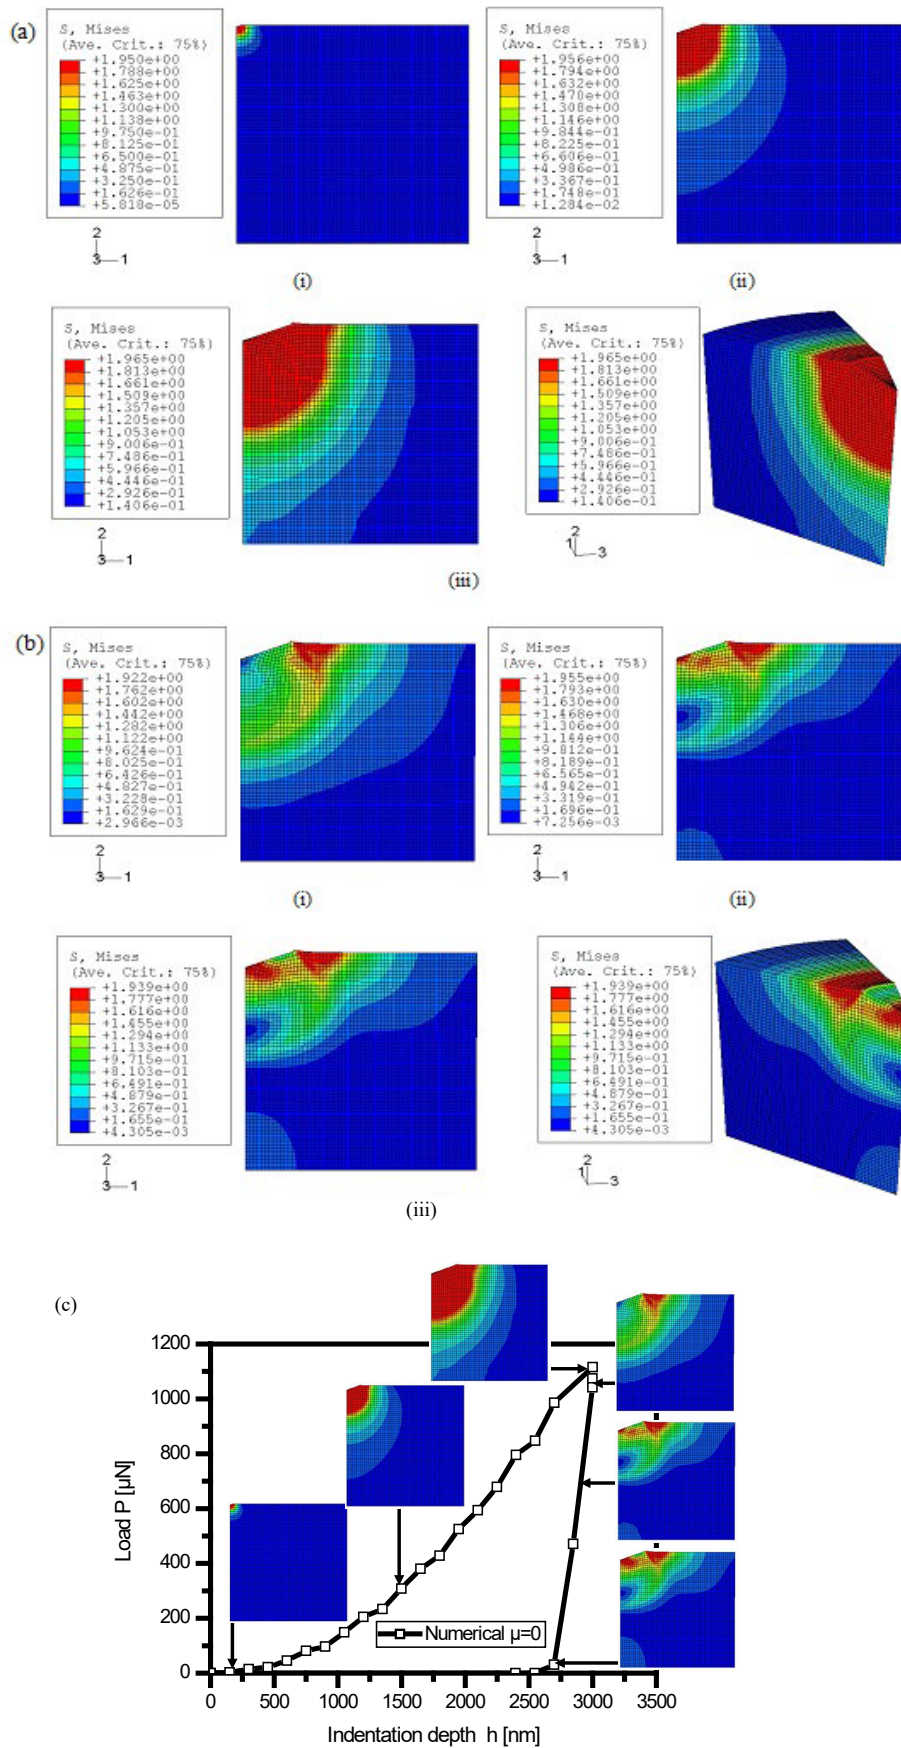 (a)
S, Mises
(Ave. Crit.: 75%)
+1.950e+00
+1.788e+00
+1.625e+00
+1.463e+00
+1.300e+00
+1.138e+00
+9.750e-01
+8.125e-01
+6.500e-01
+4.875e-01
+3.250e-01
+1.626e-01
+5.818e-05
2
3 1
(i)
S, Mises
(Ave. Crit.: 75%)
+1.956e+00
+1.794e+00
+1.632e+00
+1.470e+00
+1.308e+00
+1.146e+00
+9.844e-01
+8.225e-01
+6.606e-01
+4.986e-01
+3.367e-01
+1.748e-01
+1.284e-02
2
3 1
(ii)
S, Mises
(Ave. Crit.: 75%)
+1.965e+00
+1.813e+00
+1.661e+00
+1.509e+00
+1.357e+00
+1.205e+00
+1.053e+00
+9.006e-01
+7.486e-01
+5.966e-01
+4.446e-01
+2.926e-01
+1.406e-01
2
3 1
S, Mises
(Ave. Crit.: 75%)
+1.965e+00
+1.813e+00
+1.661e+00
+1.509e+00
+1.357e+00
+1.205e+00
+1.053e+00
+9.006e-01
+7.486e-01
+5.966e-01
+4.446e-01
+2.926e-01
+1.406e-01
2
1 3
(iii)
(b)
S, Mises
(Ave. Crit.: 75%)
+1.922e+00
+1.762e+00
+1.602e+00
+1.442e+00
+1.282e+00
+1.122e+00
+9.624e-01
+8.025e-01
+6.426e-01
+4.827e-01
+3.228e-01
+1.629e-01
+2.966e-03
2
3 1
(i)
S, Mises
(Ave. Crit.: 75%)
+1.955e+00
+1.793e+00
+1.630e+00
+1.468e+00
+1.306e+00
+1.144e+00
+9.812e-01
+8.189e-01
+6.565e-01
+4.942e-01
+3.319e-01
+1.696e-01
+7.256e-03
2
3 1
(ii)
S, Mises
(Ave. Crit.: 75%)
+1.939e+00
+1.777e+00
+1.616e+00
+1.455e+00
+1.294e+00
+1.133e+00
+9.715e-01
+8.103e-01
+6.491e-01
+4.879e-01
+3.267e-01
+1.655e-01
+4.305e-03
2
3 1
S, Mises
(Ave. Crit.: 75%)
+1.939e+00
+1.777e+00
+1.616e+00
+1.455e+00
+1.294e+00
+1.133e+00
+9.715e-01
+8.103e-01
+6.491e-01
+4.879e-01
+3.267e-01
+1.655e-01
+4.305e-03
2
1 3
(iii)
(c)
1200
1000
800
600
400
200
0
Load P [µN]
Numerical µ=0
0 500 1000 1500 2000 2500 3000 3500
Indentation depth h [nm]